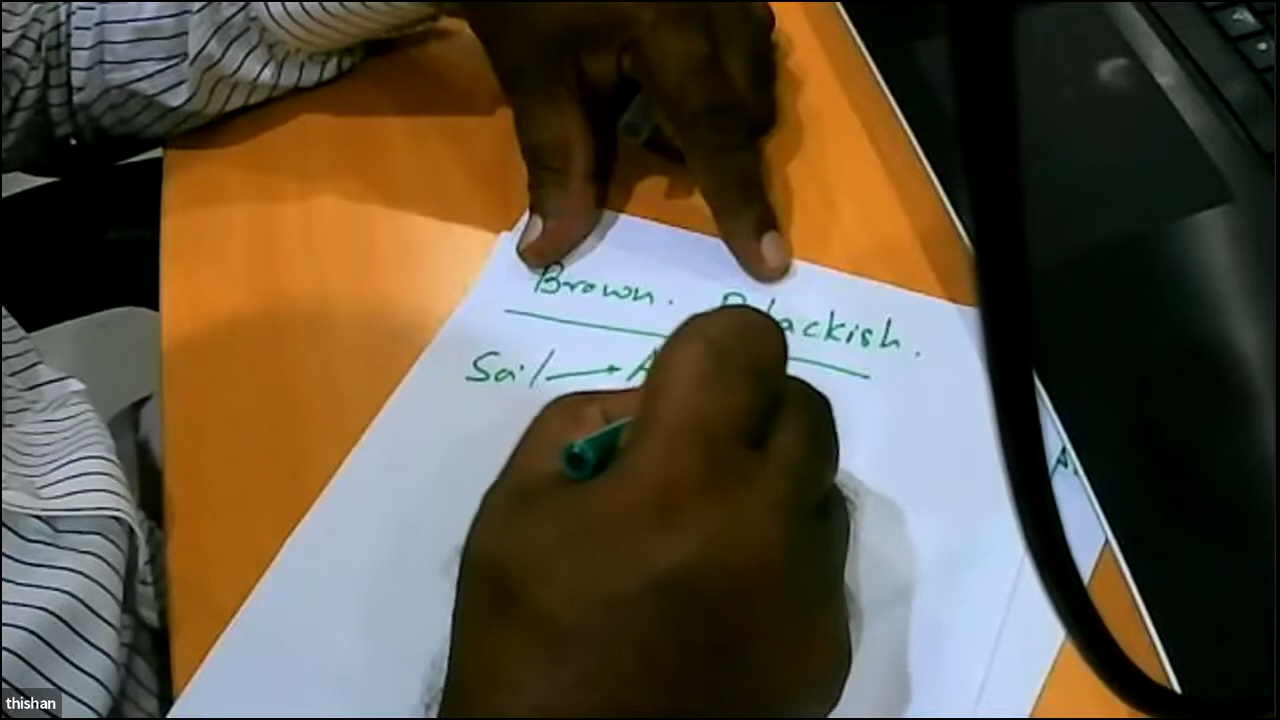 Brown. Blackish.
Soil → A
A.
thishan